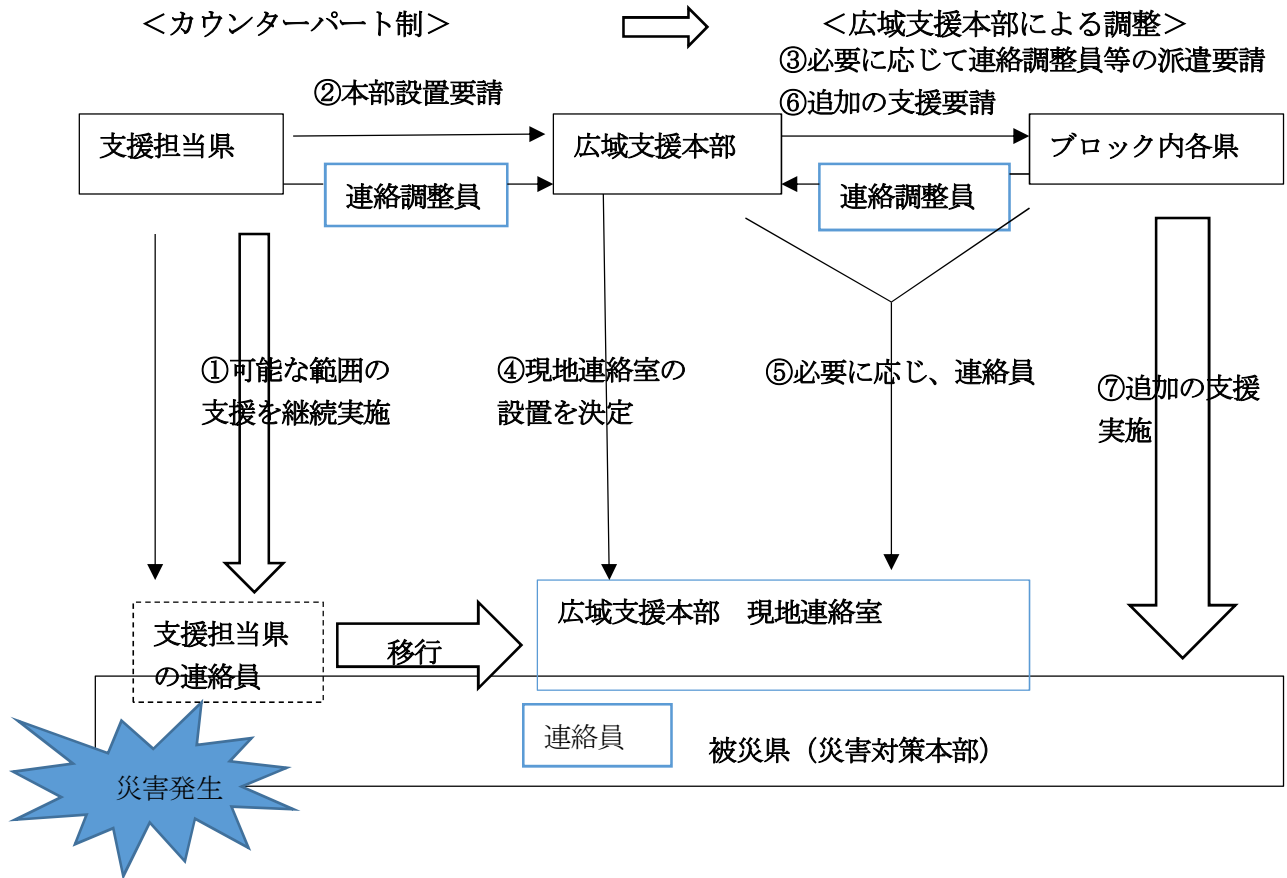 ＜カウンターパート制＞
＜広域支援本部による調整＞
③必要に応じて連絡調整員等の派遣要請
②本部設置要請
⑥追加の支援要請
支援担当県
広域支援本部
ブロック内各県
連絡調整員
連絡調整員
①可能な範囲の
支援を継続実施
④現地連絡室の
設置を決定
⑤必要に応じ、連絡員
⑦追加の支援
実施
支援担当県
の連絡員
移行
広域支援本部　現地連絡室
連絡員
被災県（災害対策本部）
災害発生